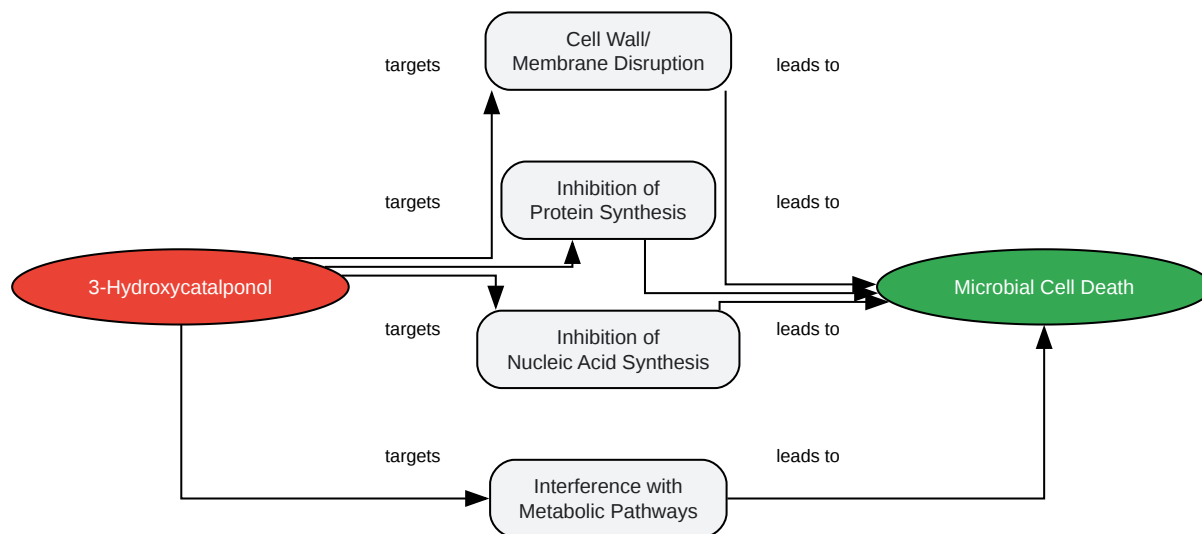 Cell Wall/
Membrane Disruption
targets
leads to
Inhibition of
Protein Synthesis
targets
leads to
3-Hydroxycatalponol
Microbial Cell Death
targets
leads to
Inhibition of
Nucleic Acid Synthesis
targets
leads to
Interference with
Metabolic Pathways